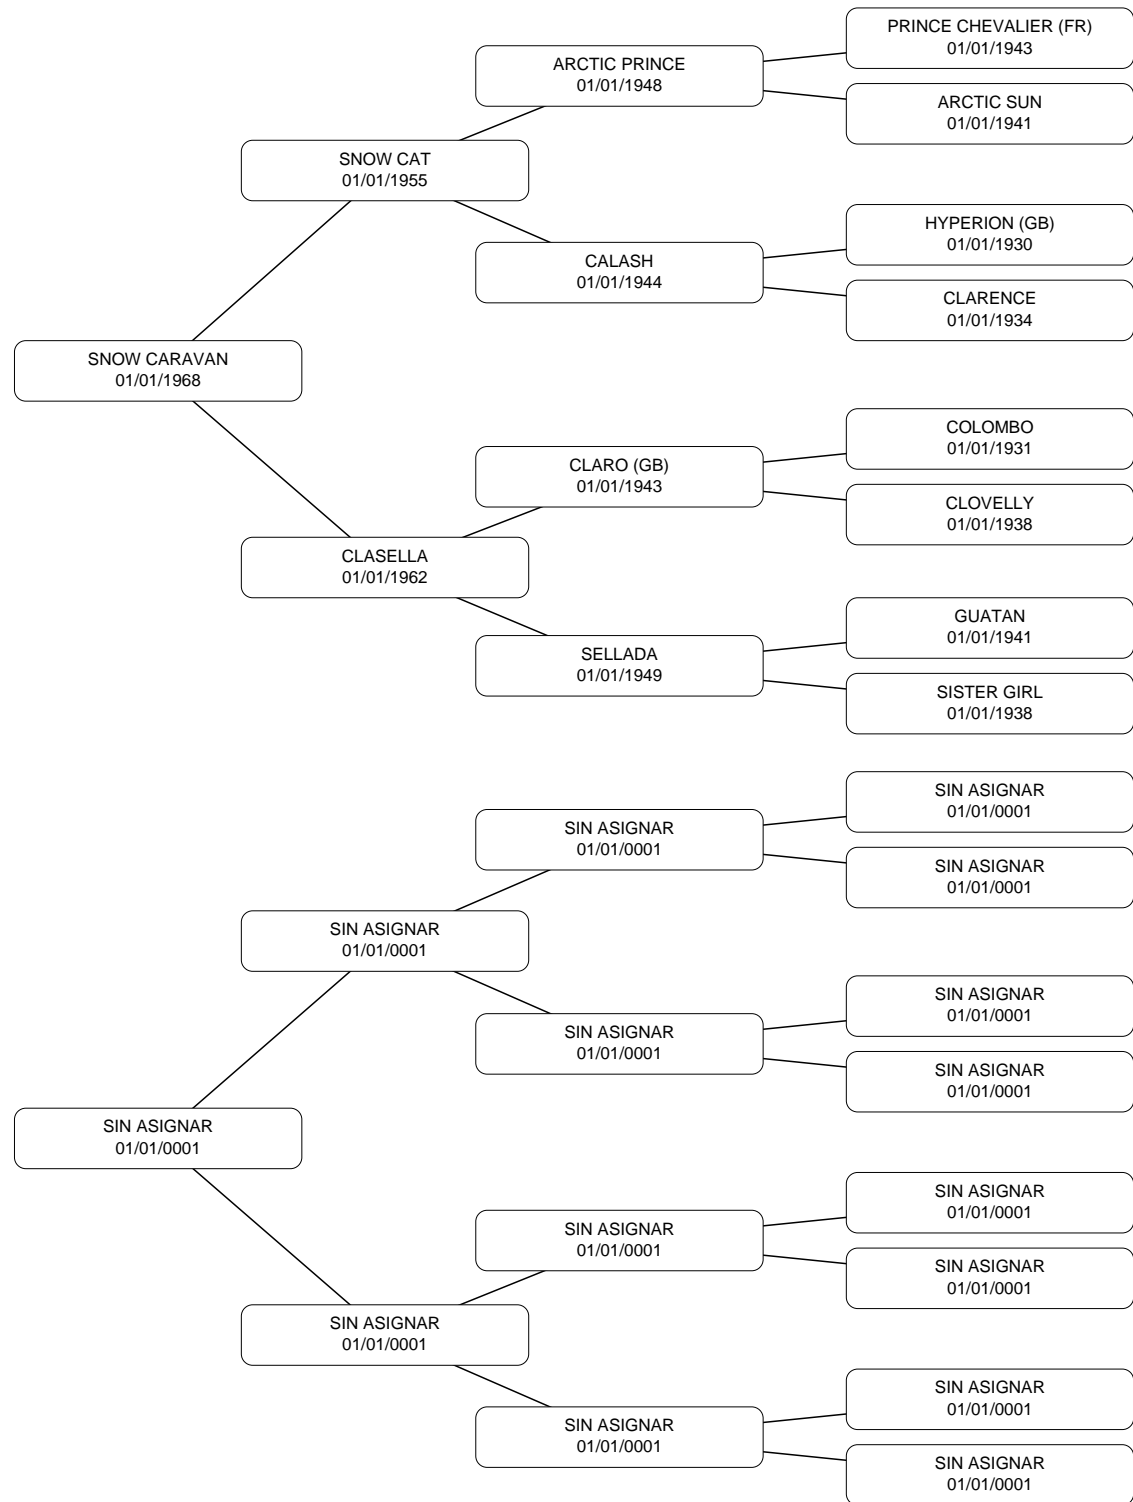 PRINCE CHEVALIER (FR)
01/01/1943
ARCTIC PRINCE
01/01/1948
ARCTIC SUN
01/01/1941
SNOW CAT
01/01/1955
HYPERION (GB)
01/01/1930
CALASH
01/01/1944
CLARENCE
01/01/1934
SNOW CARAVAN
01/01/1968
COLOMBO
01/01/1931
CLARO (GB)
01/01/1943
CLOVELLY
01/01/1938
CLASELLA
01/01/1962
GUATAN
01/01/1941
SELLADA
01/01/1949
SISTER GIRL
01/01/1938
SIN ASIGNAR
01/01/0001
SIN ASIGNAR
01/01/0001
SIN ASIGNAR
01/01/0001
SIN ASIGNAR
01/01/0001
SIN ASIGNAR
01/01/0001
SIN ASIGNAR
01/01/0001
SIN ASIGNAR
01/01/0001
SIN ASIGNAR
01/01/0001
SIN ASIGNAR
01/01/0001
SIN ASIGNAR
01/01/0001
SIN ASIGNAR
01/01/0001
SIN ASIGNAR
01/01/0001
SIN ASIGNAR
01/01/0001
SIN ASIGNAR
01/01/0001
SIN ASIGNAR
01/01/0001